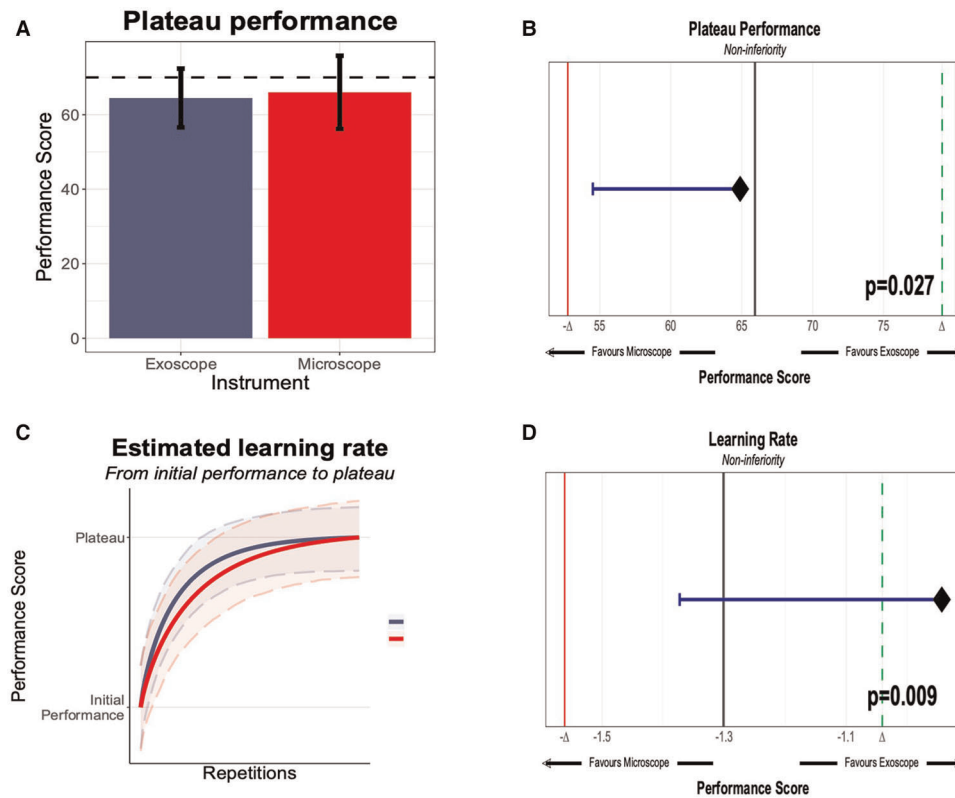 A
Plateau performance
Performance Score
60
40
20
0
Exoscope
Microscope
Instrument
B
Plateau Performance
Non-inferiority
p=0.027
-Δ
55
60
65
70
75
Δ
Favours Microscope
Favours Exoscope
Performance Score
C
Estimated learning rate
From initial performance to plateau
Performance Score
Plateau
Initial
Performance
Repetitions
D
Learning Rate
Non-inferiority
p=0.009
-Δ
-1.5
-1.3
-1.1
Δ
Favours Microscope
Favours Exoscope
Performance Score